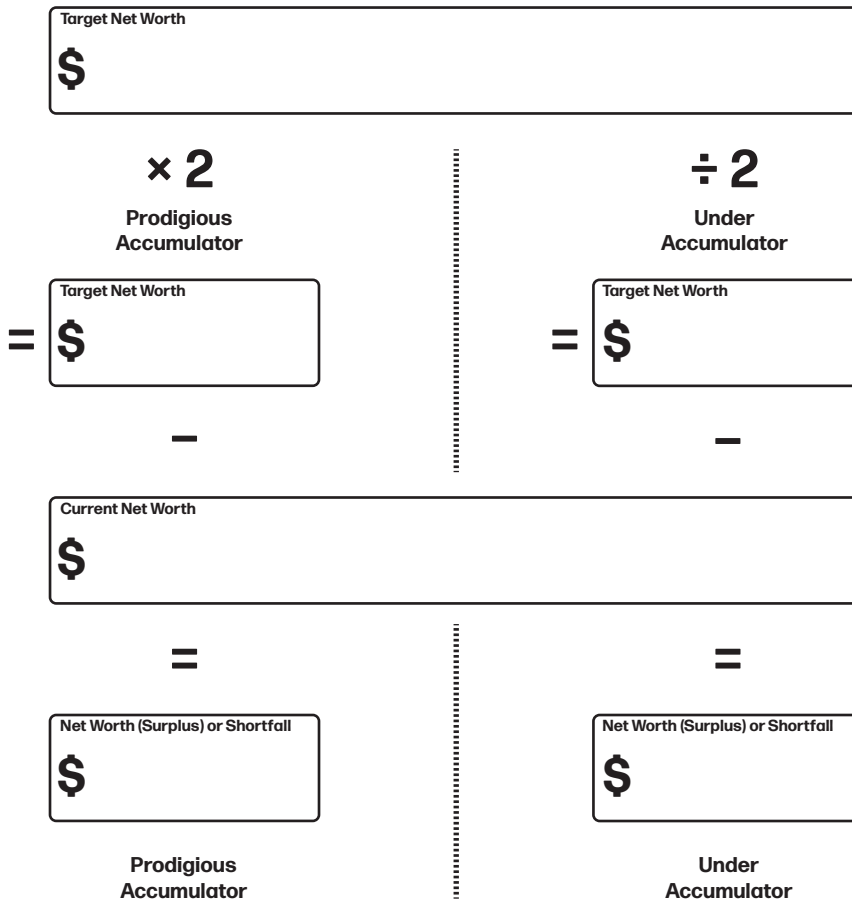 Target Net Worth
$
× 2
÷ 2
Prodigious
Accumulator
Under
Accumulator
Target Net Worth
= $
Target Net Worth
= $
–
–
Current Net Worth
$
=
=
Net Worth (Surplus) or Shortfall
$
Net Worth (Surplus) or Shortfall
$
Prodigious
Accumulator
Under
Accumulator